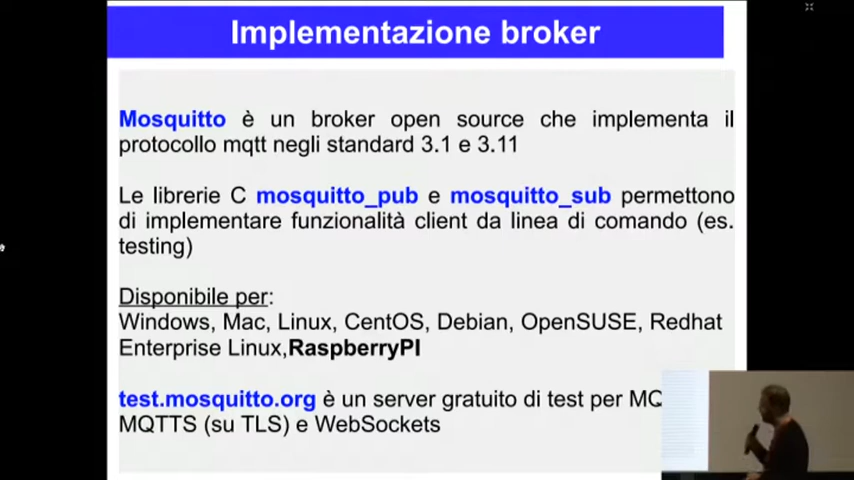 Implementazione broker
Mosquitto è un broker open source che implementa il
protocollo mqtt negli standard 3.1 e 3.11
Le librerie C mosquitto_pub e mosquitto_sub permettono
di implementare funzionalità client da linea di comando (es.
testing)
Disponibile per:
Windows, Mac, Linux, CentOS, Debian, OpenSUSE, Redhat
Enterprise Linux,RaspberryPI
test.mosquitto.org è un server gratuito di test per
MQTTS (su TLS) e WebSockets